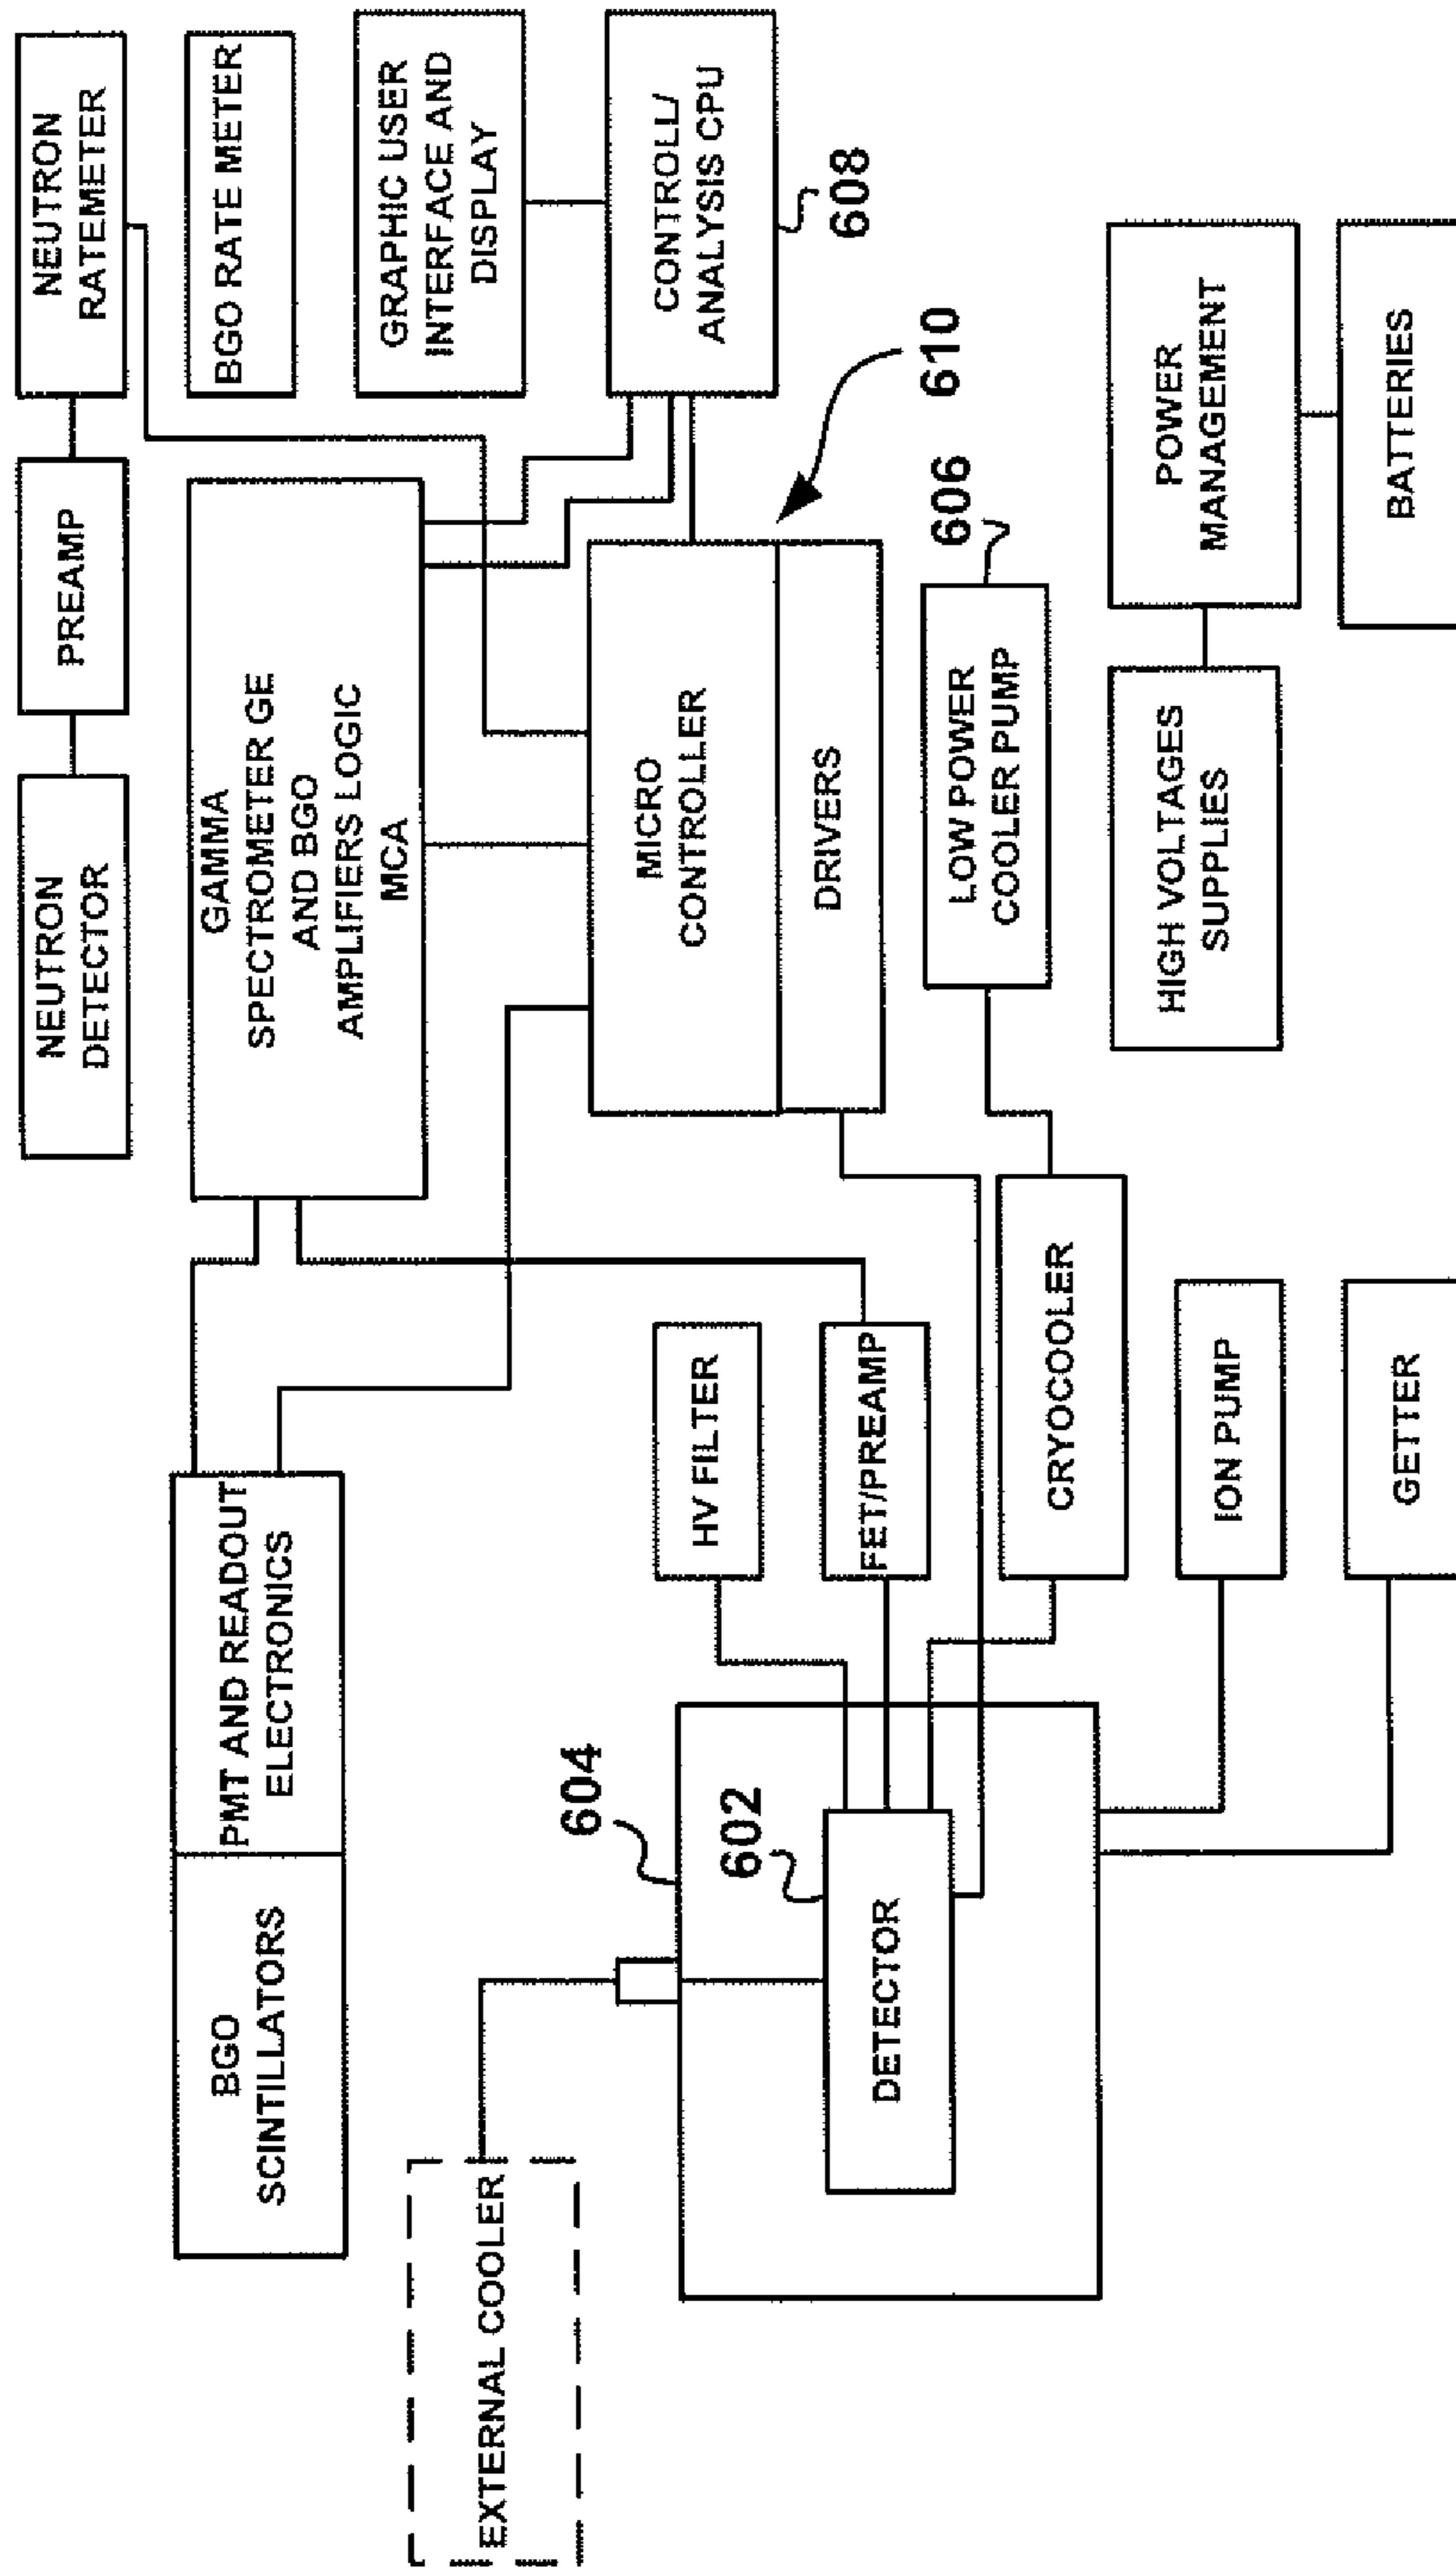 NEUTRON
DETECTOR
PREAMP
NEUTRON
RATEMETER
BGO
SCINTILLATORS
PMT AND READOUT
ELECTRONICS
GAMMA
SPECTROMETER GE
AND BGO
AMPLIFIERS LOGIC
MCA
BGO RATE METER
EXTERNAL COOLER
GRAPHIC USER
INTERFACE AND
DISPLAY
604
602
DETECTOR
HV FILTER
FET/PREAMP
MICRO
CONTROLLER
DRIVERS
CONTROLL/
ANALYSIS CPU
608
610
606
LOW POWER
COOLER PUMP
CRYOCOOLER
ION PUMP
GETTER
HIGH VOLTAGES
SUPPLIES
POWER
MANAGEMENT
BATTERIES